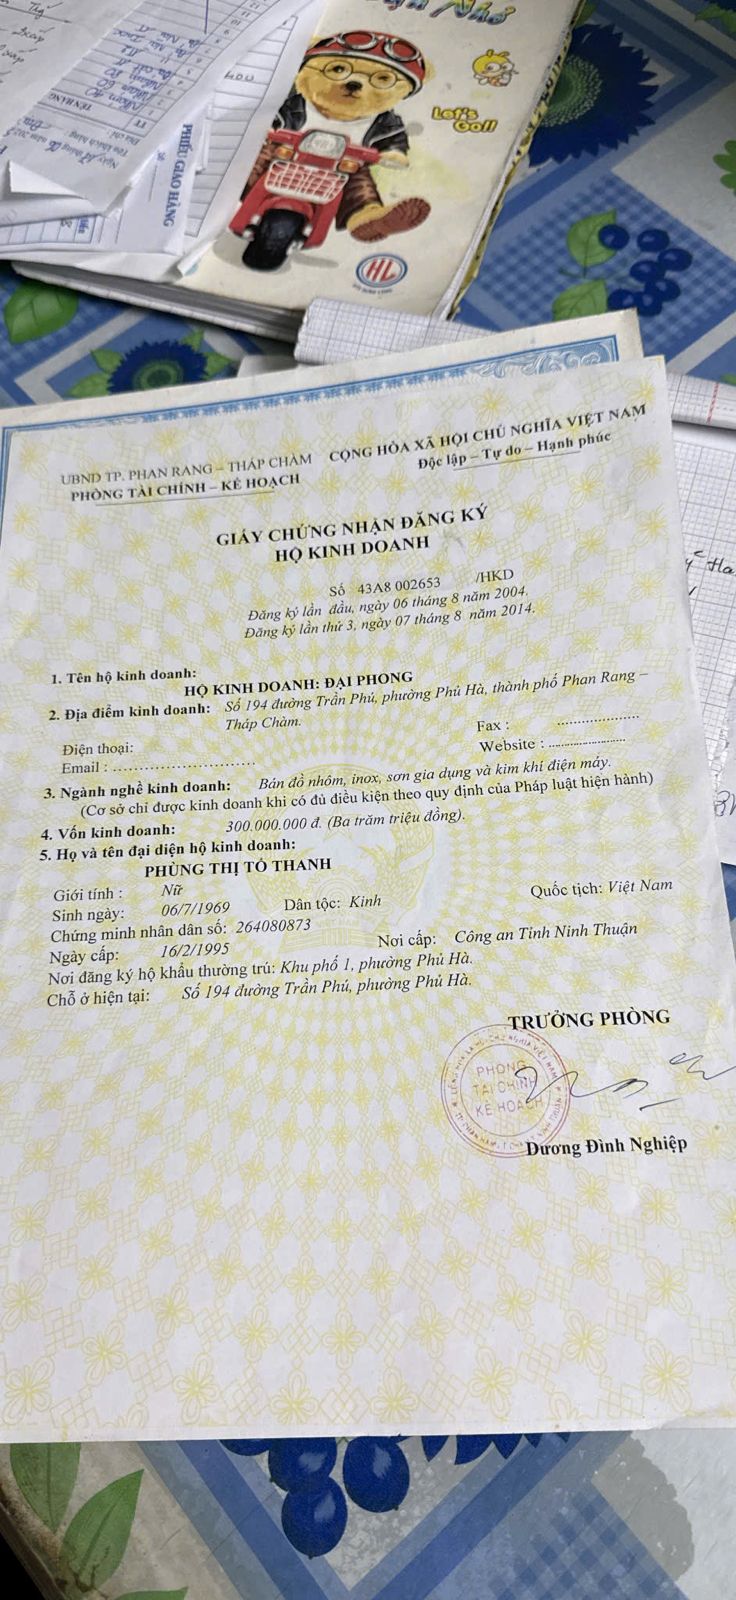 Nhỏ
Let's
Go!!
HL
PHIẾU GIAO HÀNG
TÊN HÀNG
TT
UBND TP. PHAN RANG – THÁP CHÀM
PHÒNG TÀI CHÍNH – KẾ HOẠCH
CỘNG HÒA XÃ HỘI CHỦ NGHĨA VIỆT NAM
Độc lập – Tự do – Hạnh phúc
GIẤY CHỨNG NHẬN ĐĂNG KÝ
HỘ KINH DOANH
Số 43A8 002653 /HKD
Đăng ký lần đầu, ngày 06 tháng 8 năm 2004.
Đăng ký lần thứ 3, ngày 07 tháng 8 năm 2014.
1. Tên hộ kinh doanh:
HỘ KINH DOANH: ĐẠI PHONG
2. Địa điểm kinh doanh: Số 194 đường Trần Phú, phường Phủ Hà, thành phố Phan Rang –
Tháp Chàm.
Điện thoại: Fax : ....................
Email : .......................... Website : ....................
3. Ngành nghề kinh doanh: Bán đồ nhôm, inox, sơn gia dụng và kim khí điện máy.
(Cơ sở chỉ được kinh doanh khi có đủ điều kiện theo quy định của Pháp luật hiện hành)
4. Vốn kinh doanh: 300.000.000 đ. (Ba trăm triệu đồng).
5. Họ và tên đại diện hộ kinh doanh:
PHÙNG THỊ TỐ THANH
Giới tính : Nữ
Sinh ngày: 06/7/1969 Dân tộc: Kinh Quốc tịch: Việt Nam
Chứng minh nhân dân số: 264080873
Ngày cấp: 16/2/1995 Nơi cấp: Công an Tỉnh Ninh Thuận
Nơi đăng ký hộ khẩu thường trú: Khu phố 1, phường Phủ Hà.
Chỗ ở hiện tại: Số 194 đường Trần Phú, phường Phủ Hà.
TRƯỞNG PHÒNG
PHÒNG
TÀI CHÍNH
KẾ HOẠCH
Dương Đình Nghiệp